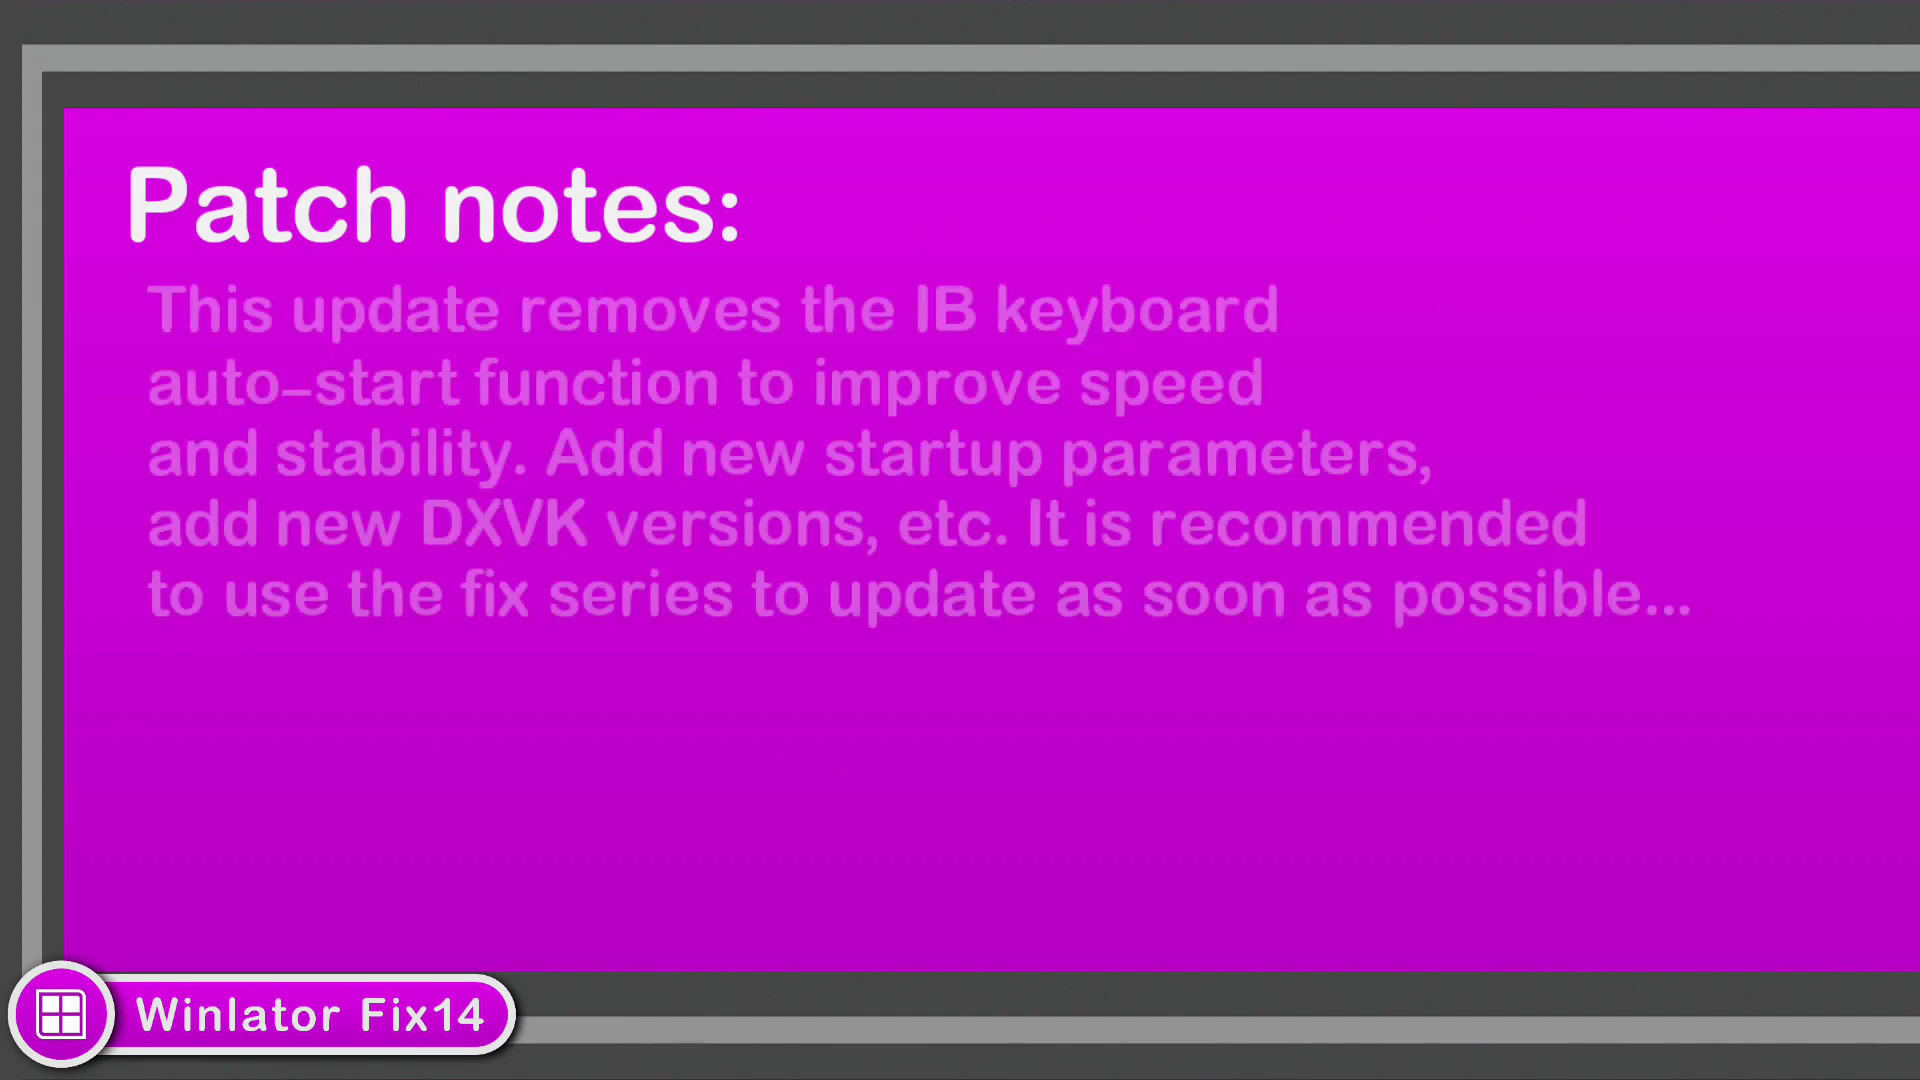 Patch notes:
This update removes the IB keyboard
auto-start function to improve speed
and stability. Add new startup parameters,
add new DXVK versions, etc. It is recommended
to use the fix series to update as soon as possible...
Winlator Fix14